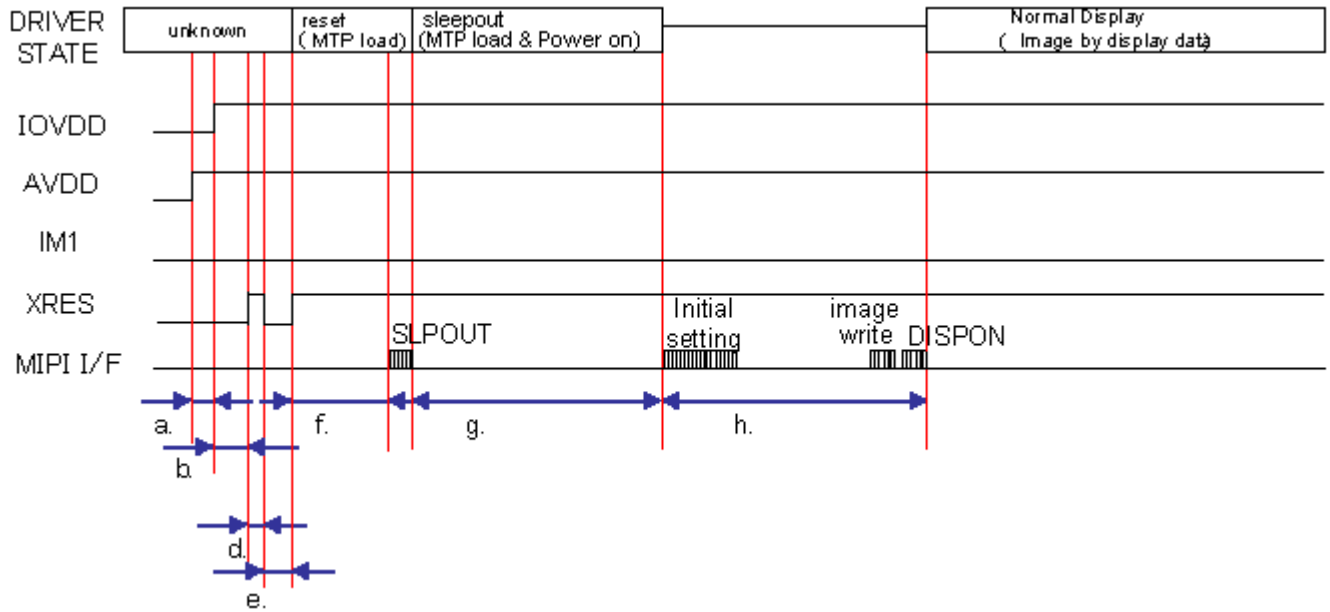 DRIVER
STATE
unknown
reset
( MTP load)
sleepout
(MTP load & Power on)
Normal Display
( Image by display data)
IOVDD
AVDD
IM1
XRES
SLPOUT
Initial
setting
image
write
DISPON
MIPI I/F
a.
f.
g.
h.
b.
d.
e.